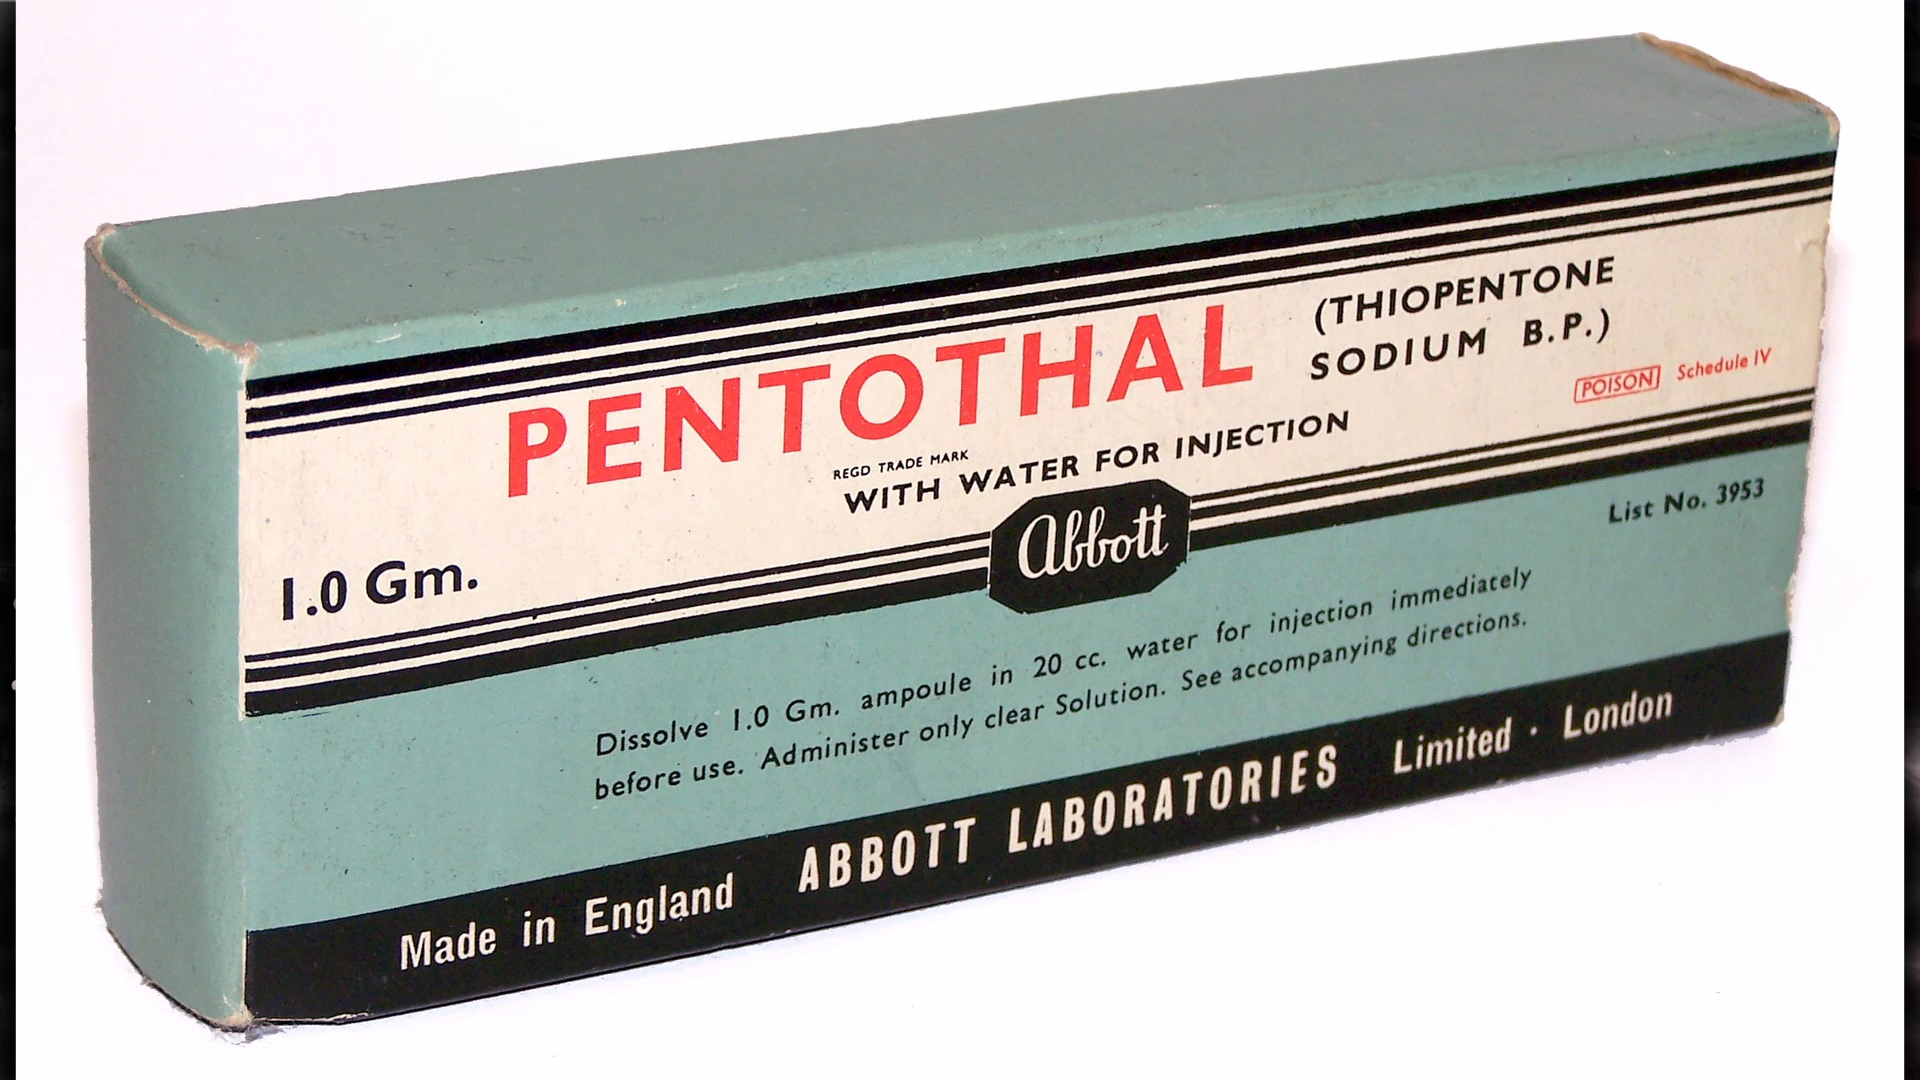 PENTOTHAL
(THIOPENTONE
SODIUM B.P.)
REGD TRADE MARK
WITH WATER FOR INJECTION
POISON Schedule IV
1.0 Gm.
Abbott
List No. 3953
Dissolve 1.0 Gm. ampoule in 20 cc. water for injection immediately
before use. Administer only clear Solution. See accompanying directions.
Made in England ABBOTT LABORATORIES Limited · London